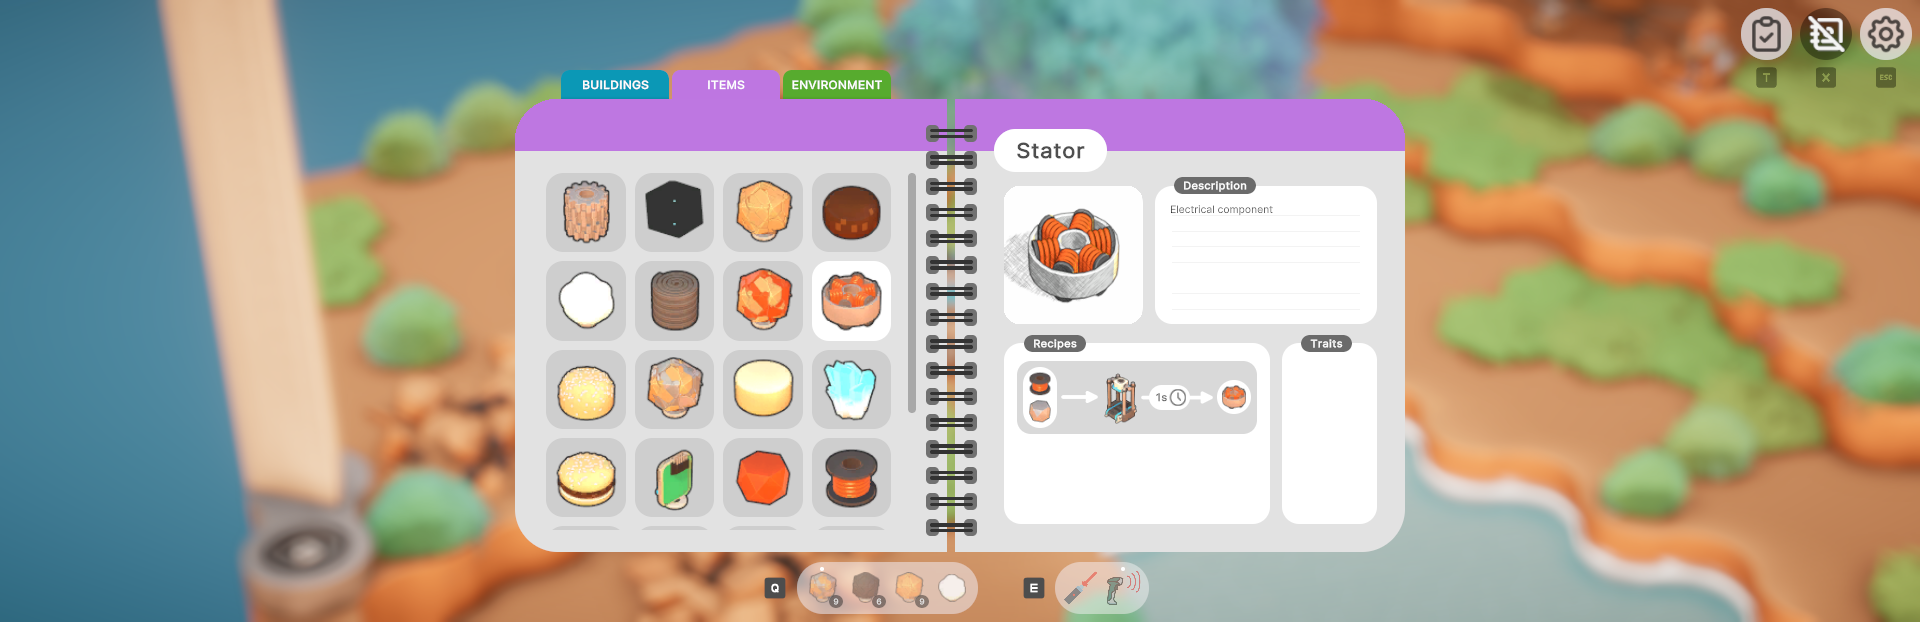 T
X
ESC
BUILDINGS
ITEMS
ENVIRONMENT
Stator
Description
Electrical component
Recipes
Traits
1s
Q
9
6
9
E